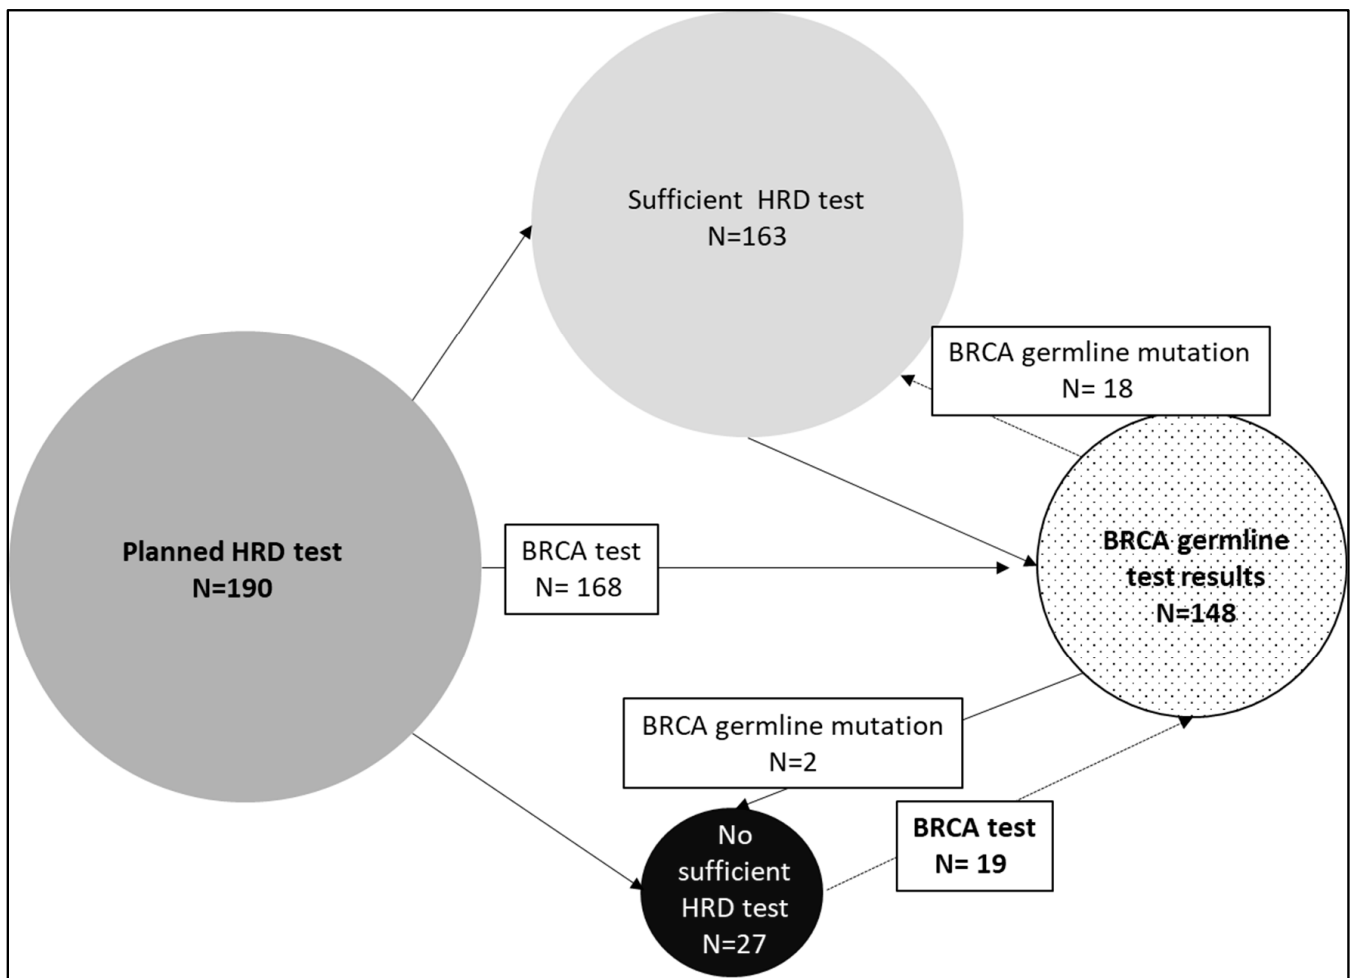 Sufficient HRD test
N=163
BRCA germline mutation
N= 18
Planned HRD test
N=190
BRCA test
N= 168
BRCA germline
test results
N=148
BRCA germline mutation
N=2
BRCA test
N= 19
No
sufficient
HRD test
N=27